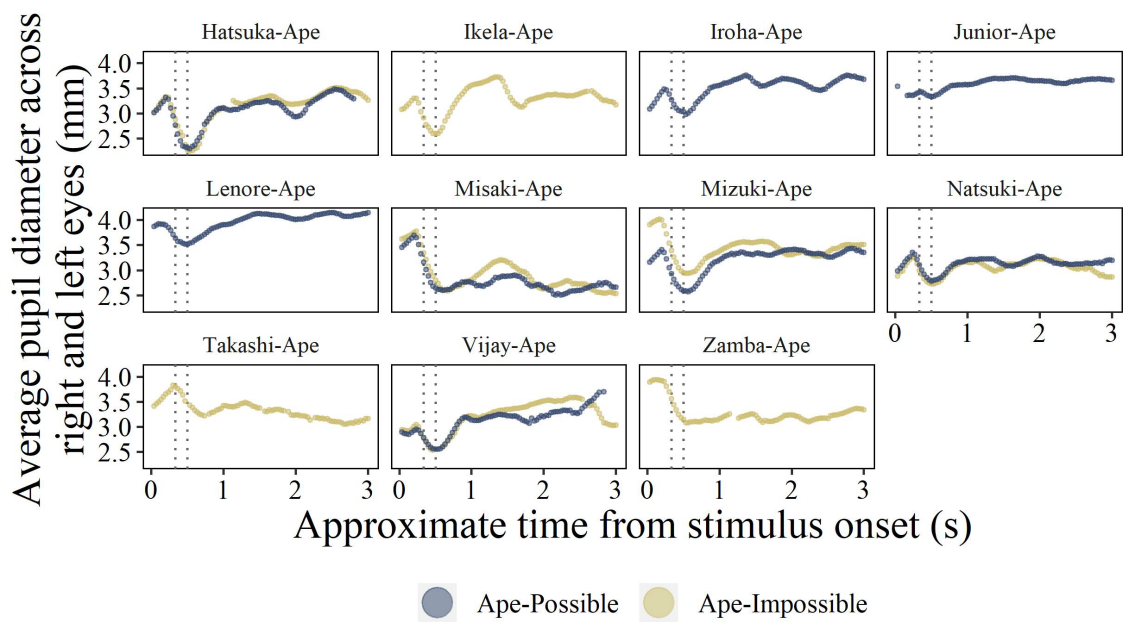 Average pupil diameter across
right and left eyes (mm)
Hatsuka-Ape Ikela-Ape Iroha-Ape Junior-Ape
4.0
3.5
3.0
2.5
Lenore-Ape Misaki-Ape Mizuki-Ape Natsuki-Ape
4.0
3.5
3.0
2.5
0 1 2 3
Takashi-Ape Vijay-Ape Zamba-Ape
4.0
3.5
3.0
2.5
0 1 2 3 0 1 2 3 0 1 2 3
Approximate time from stimulus onset (s)
Ape-Possible Ape-Impossible